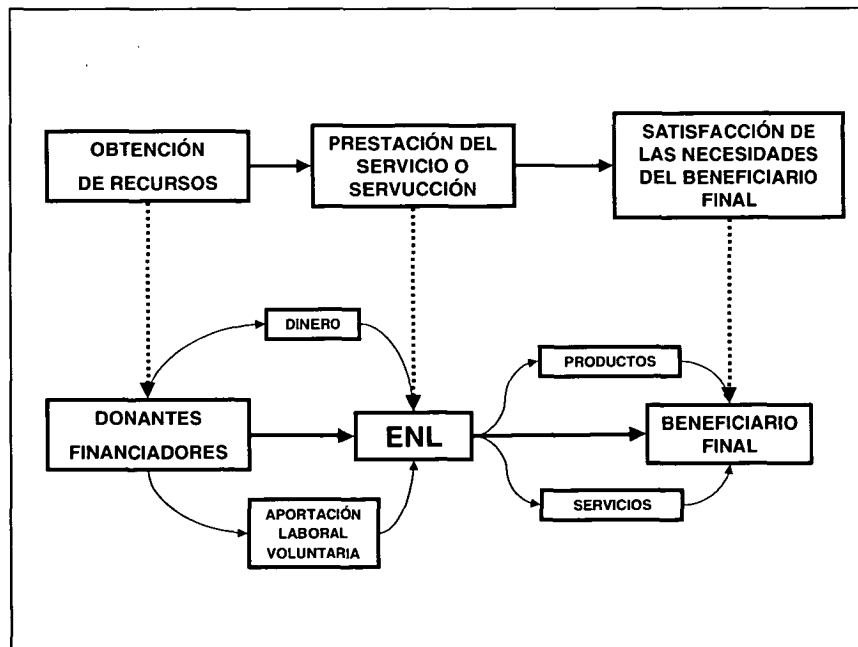 OBTENCIÓN
DE RECURSOS
PRESTACIÓN DEL
SERVICIO O
SERVUCCIÓN
SATISFACCIÓN DE
LAS NECESIDADES
DEL BENEFICIARIO
FINAL
DINERO
PRODUCTOS
DONANTES
FINANCIADORES
ENL
BENEFICIARIO
FINAL
APORTACIÓN
LABORAL
VOLUNTARIA
SERVICIOS